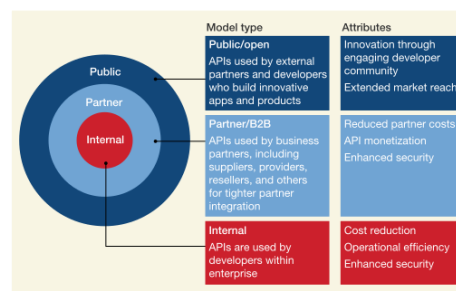 Model type
Attributes
Public
Partner
Internal
Public/open
APIs used by external
partners and developers
who build innovative
apps and products
Innovation through
engaging developer
community
Extended market reach
Partner/B2B
APIs used by business
partners, including
suppliers, providers,
resellers, and others
for tighter partner
integration
Reduced partner costs
API monetization
Enhanced security
Internal
APIs are used by
developers within
enterprise
Cost reduction
Operational efficiency
Enhanced security